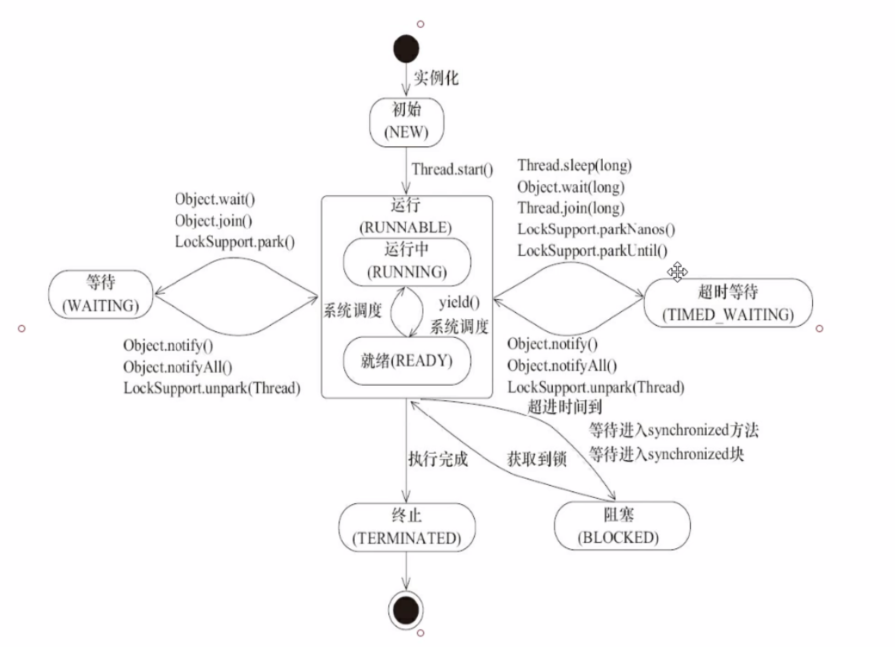 实例化
初始
(NEW)
Thread.start()
Object.wait()
Object.join()
LockSupport.park()
Thread.sleep(long)
Object.wait(long)
Thread.join(long)
LockSupport.parkNanos()
LockSupport.parkUntil()
运行
(RUNNABLE)
运行中
(RUNNING)
等待
(WAITING)
超时等待
(TIMED_WAITING)
系统调度
yield()
系统调度
就绪(READY)
Object.notify()
Object.notifyAll()
LockSupport.unpark(Thread)
Object.notify()
Object.notifyAll()
LockSupport.unpark(Thread)
超进时间到
等待进入synchronized方法
等待进入synchronized块
执行完成
获取到锁
终止
(TERMINATED)
阻塞
(BLOCKED)